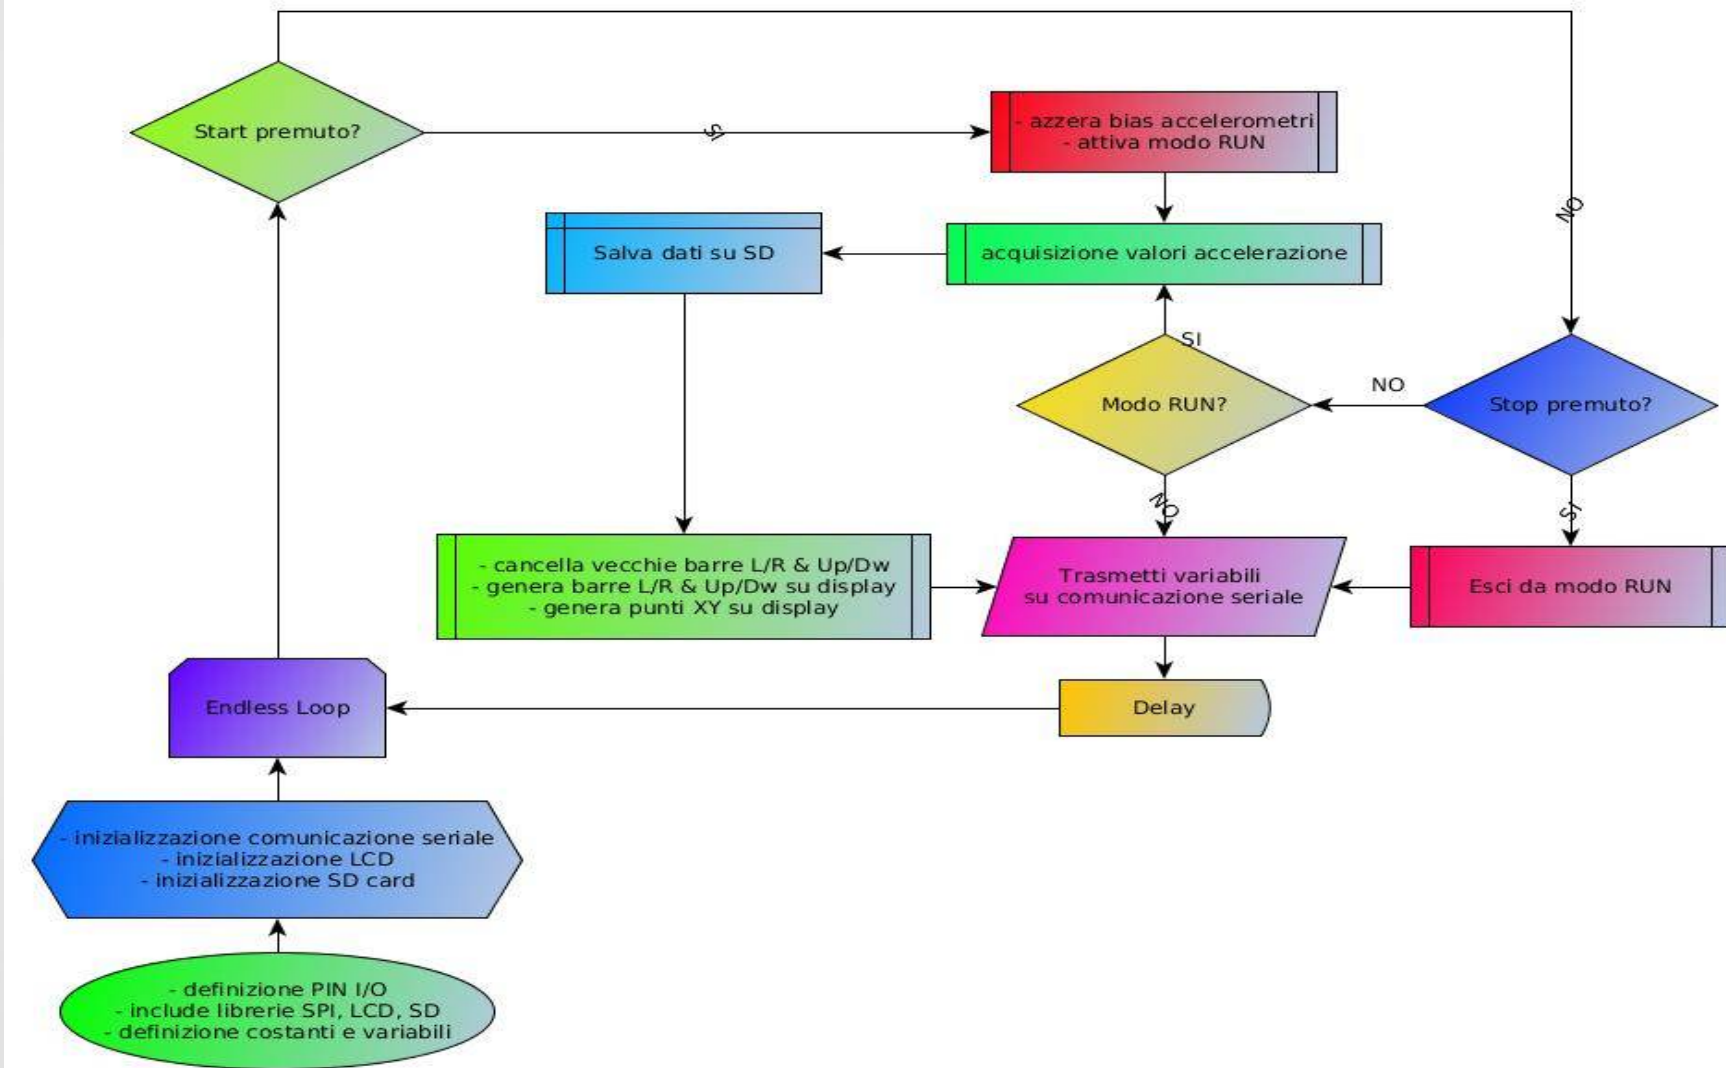 Start premuto?
SI
- azzera bias accelerometri
- attiva modo RUN
NO
Salva dati su SD
acquisizione valori accelerazione
SI
Modo RUN?
NO
Stop premuto?
NO
SI
- cancella vecchie barre L/R & Up/Dw
- genera barre L/R & Up/Dw su display
- genera punti XY su display
Trasmetti variabili
su comunicazione seriale
Esci da modo RUN
Endless Loop
Delay
- inizializzazione comunicazione seriale
- inizializzazione LCD
- inizializzazione SD card
- definizione PIN I/O
- include librerie SPI, LCD, SD
- definizione costanti e variabili